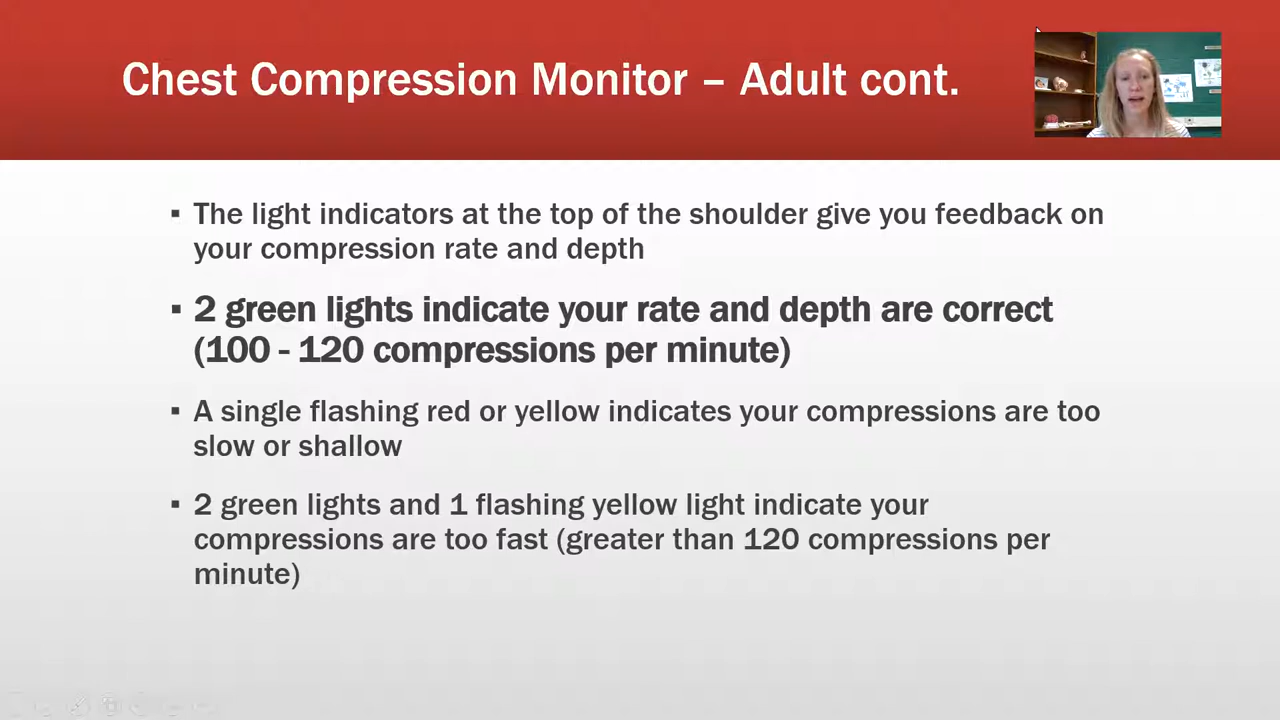 Chest Compression Monitor – Adult cont.
▪ The light indicators at the top of the shoulder give you feedback on
your compression rate and depth
▪ 2 green lights indicate your rate and depth are correct
(100 - 120 compressions per minute)
▪ A single flashing red or yellow indicates your compressions are too
slow or shallow
▪ 2 green lights and 1 flashing yellow light indicate your
compressions are too fast (greater than 120 compressions per
minute)